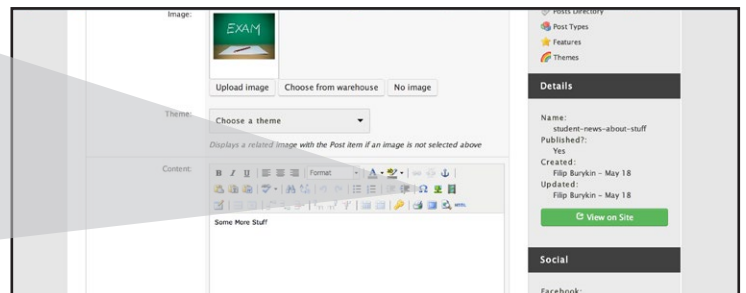 Image:
EXAM
Upload image Choose from warehouse No image
Theme:
Choose a theme
Displays a related image with the Post item if an image is not selected above
Content:
B I U Format A
Some More Stuff
Posts Directory
Post Types
Features
Themes
Details
Name:
student-news-about-stuff
Published?:
Yes
Created:
Filip Burykin - May 18
Updated:
Filip Burykin - May 18
View on Site
Social
Facebook: